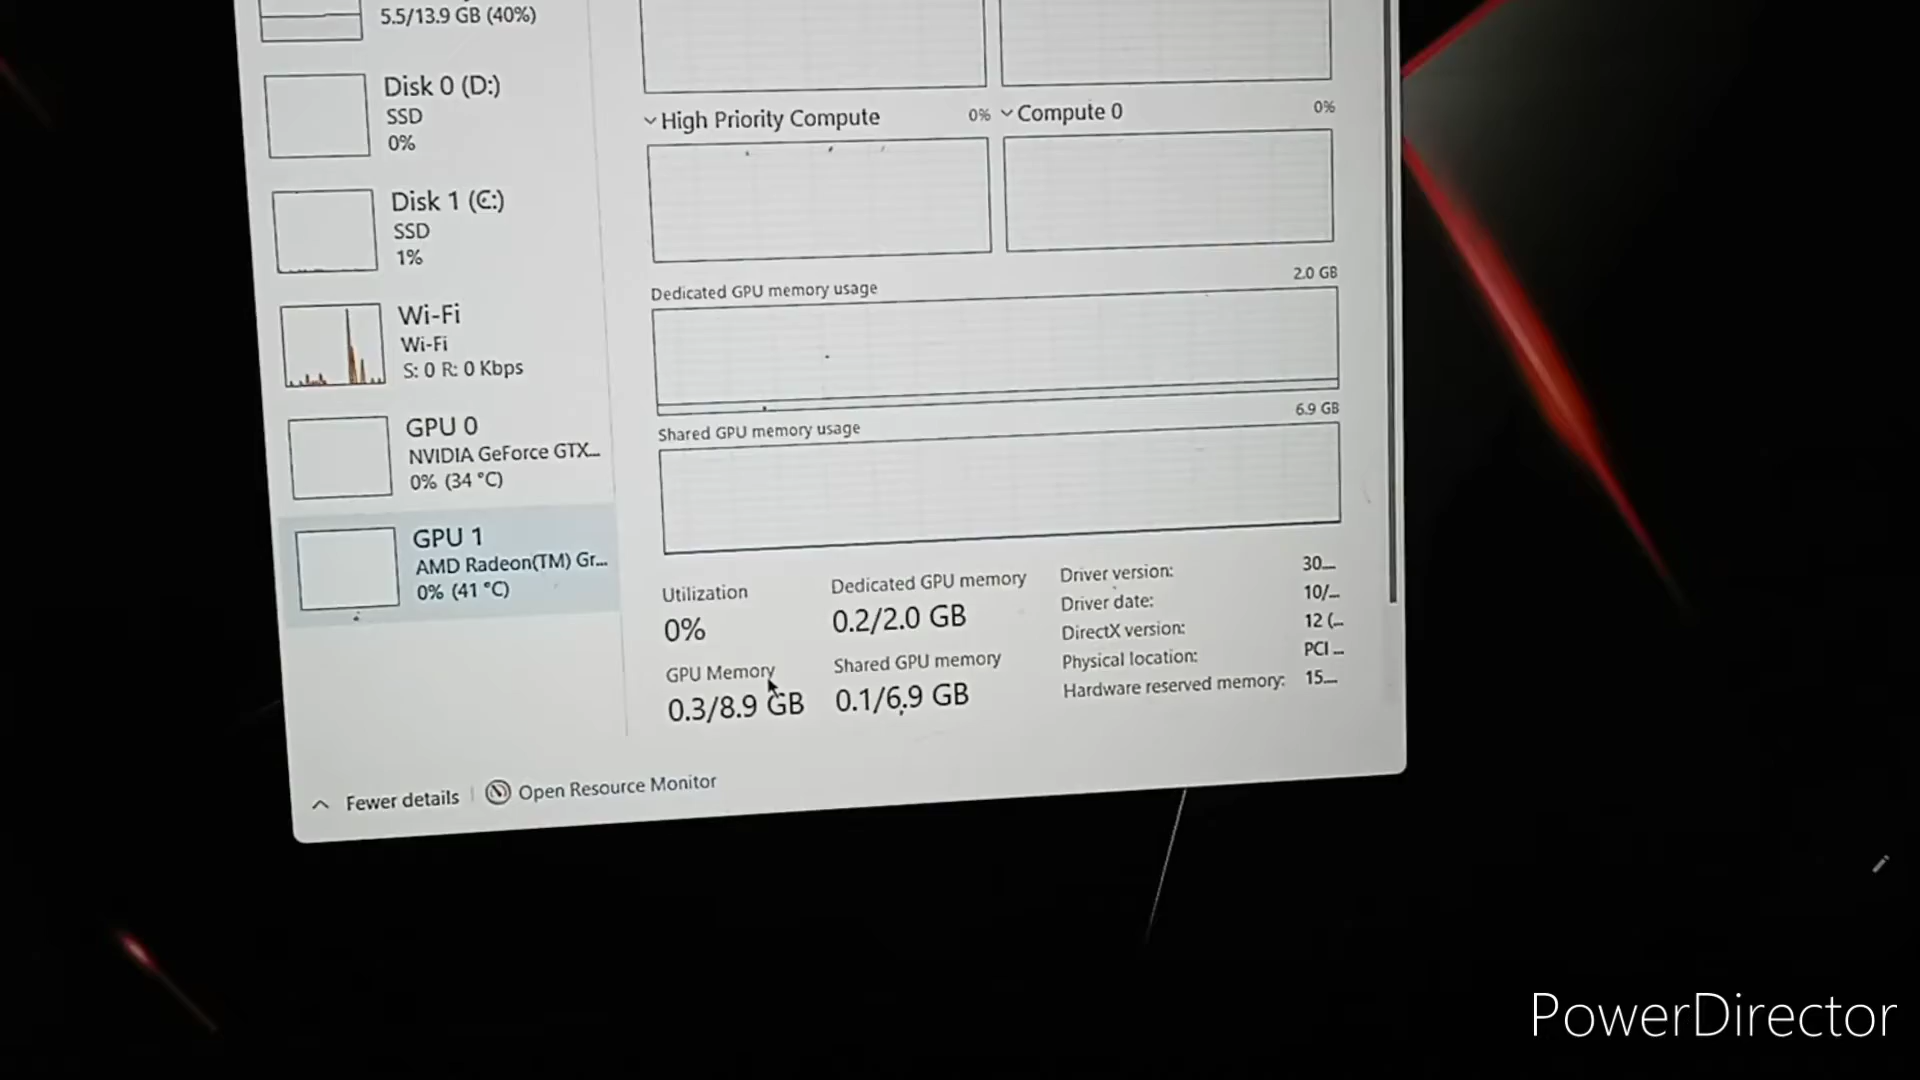 5.5/13.9 GB (40%)
Disk 0 (D:)
SSD
0%
Disk 1 (C:)
SSD
1%
Wi-Fi
Wi-Fi
S: 0 R: 0 Kbps
GPU 0
NVIDIA GeForce GTX...
0% (34 °C)
GPU 1
AMD Radeon(TM) Gr...
0% (41 °C)
High Priority Compute 0%
Compute 0 0%
Dedicated GPU memory usage 2.0 GB
Shared GPU memory usage 6.9 GB
Utilization
0%
Dedicated GPU memory
0.2/2.0 GB
GPU Memory
0.3/8.9 GB
Shared GPU memory
0.1/6.9 GB
Driver version: 30...
Driver date: 10/...
DirectX version: 12 (...
Physical location: PCI ...
Hardware reserved memory: 15...
Fewer details
Open Resource Monitor
PowerDirector